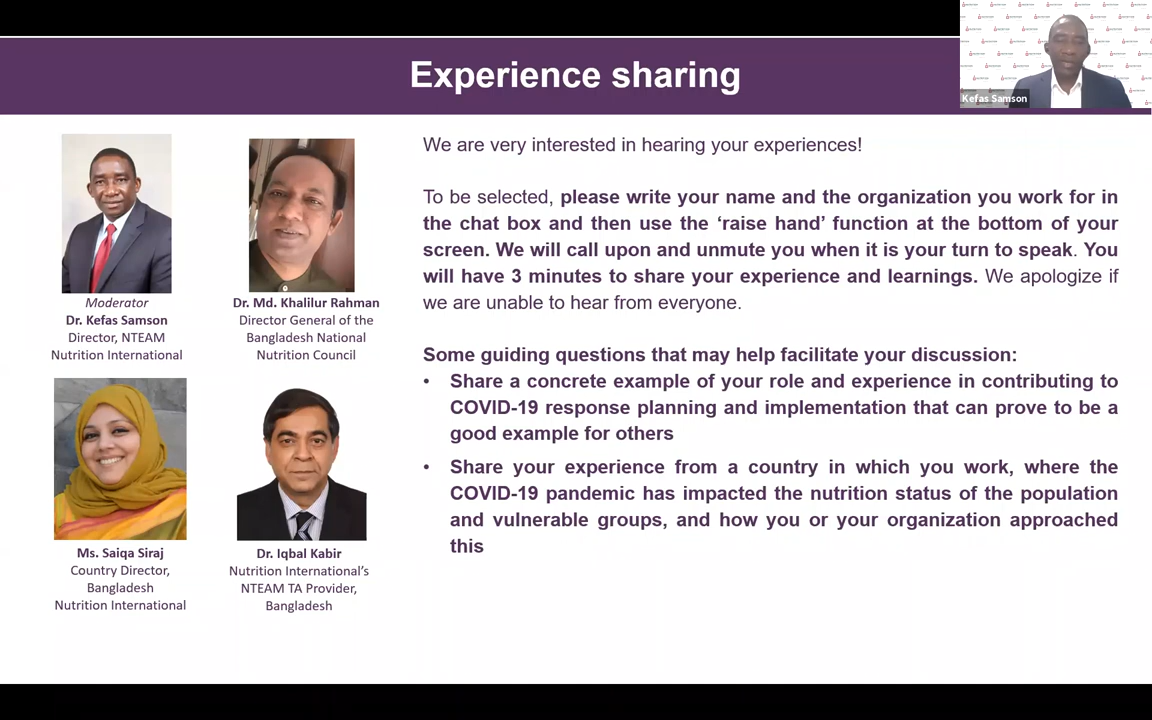 Experience sharing
Kefas Samson
Moderator
Dr. Kefas Samson
Director, NTEAM
Nutrition International
Dr. Md. Khalilur Rahman
Director General of the
Bangladesh National
Nutrition Council
Ms. Saiqa Siraj
Country Director,
Bangladesh
Nutrition International
Dr. Iqbal Kabir
Nutrition International’s
NTEAM TA Provider,
Bangladesh
We are very interested in hearing your experiences!
To be selected, please write your name and the organization you work for in
the chat box and then use the ‘raise hand’ function at the bottom of your
screen. We will call upon and unmute you when it is your turn to speak. You
will have 3 minutes to share your experience and learnings. We apologize if
we are unable to hear from everyone.
Some guiding questions that may help facilitate your discussion:
• Share a concrete example of your role and experience in contributing to
COVID-19 response planning and implementation that can prove to be a
good example for others
• Share your experience from a country in which you work, where the
COVID-19 pandemic has impacted the nutrition status of the population
and vulnerable groups, and how you or your organization approached
this